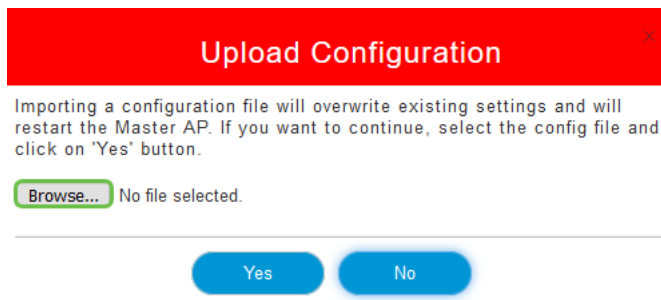 Upload Configuration
Importing a configuration file will overwrite existing settings and will
restart the Master AP. If you want to continue, select the config file and
click on 'Yes' button.
Browse... No file selected.
Yes No